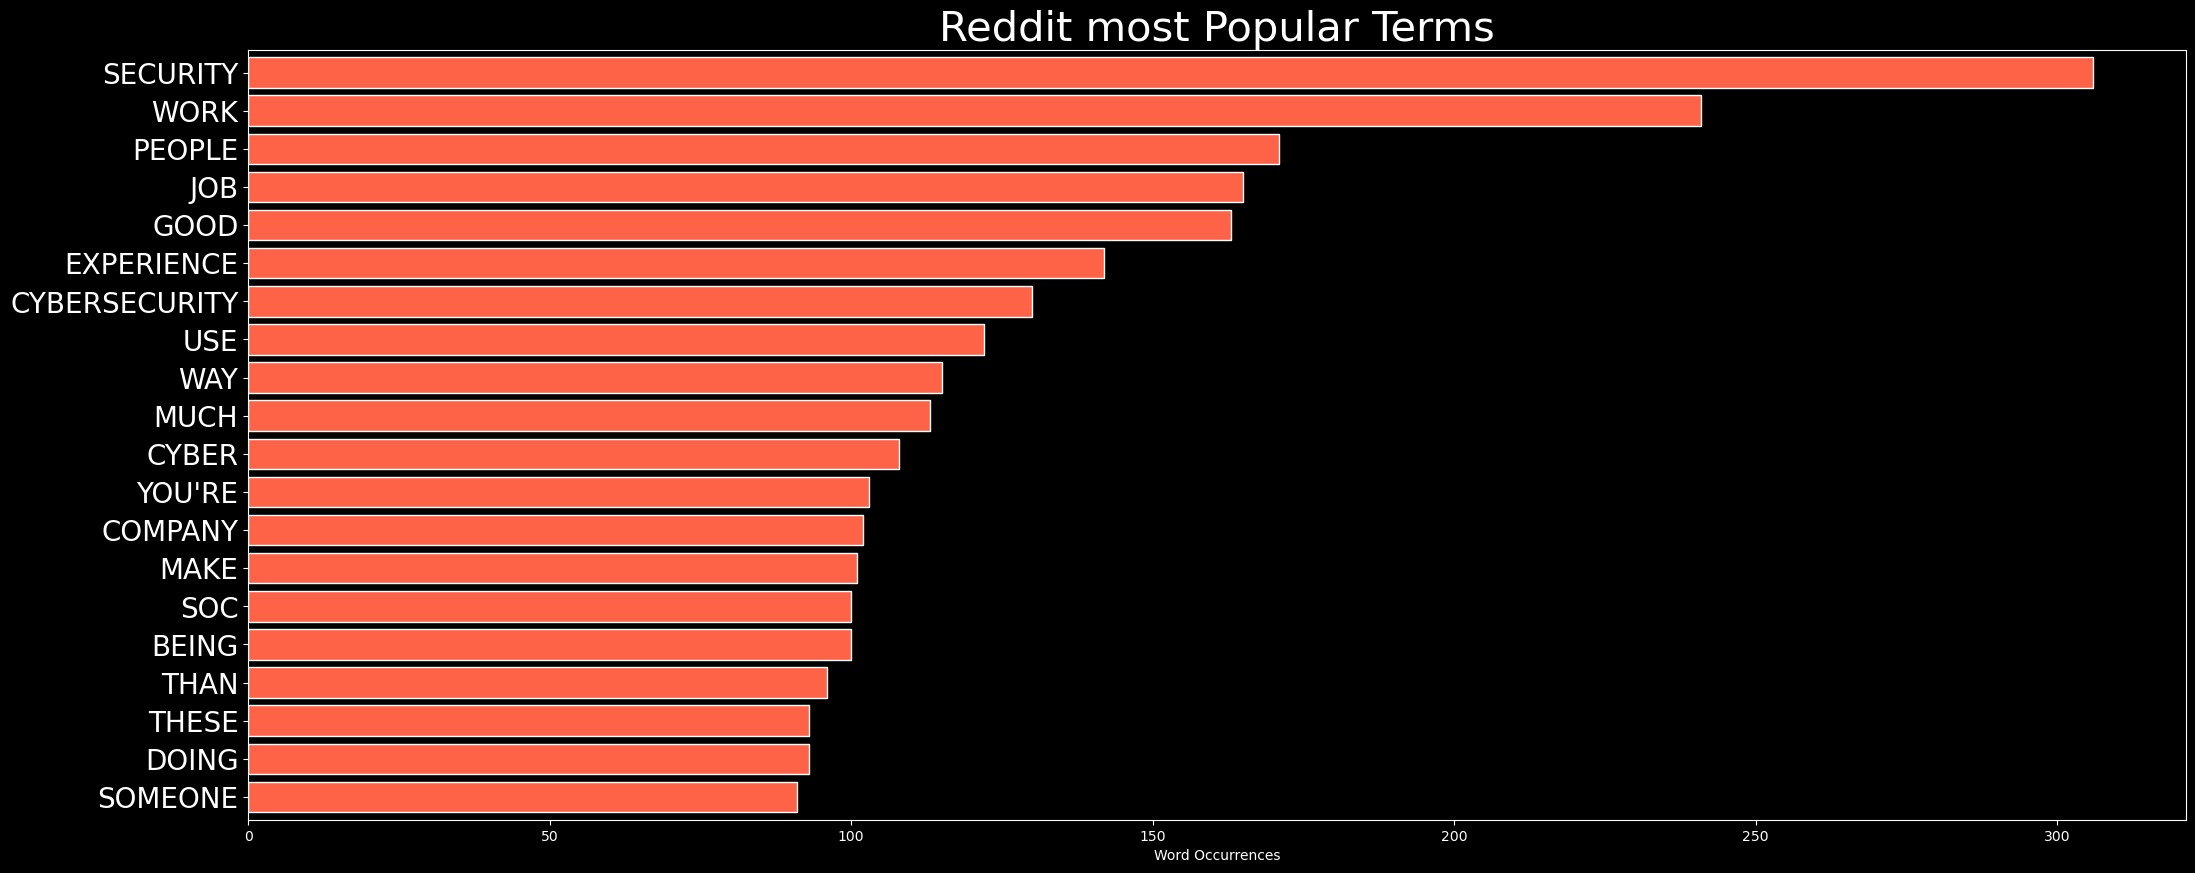 Reddit most Popular Terms
SECURITY
WORK
PEOPLE
JOB
GOOD
EXPERIENCE
CYBERSECURITY
USE
WAY
MUCH
CYBER
YOU'RE
COMPANY
MAKE
SOC
BEING
THAN
THESE
DOING
SOMEONE
0 50 100 150 200 250 300
Word Occurrences